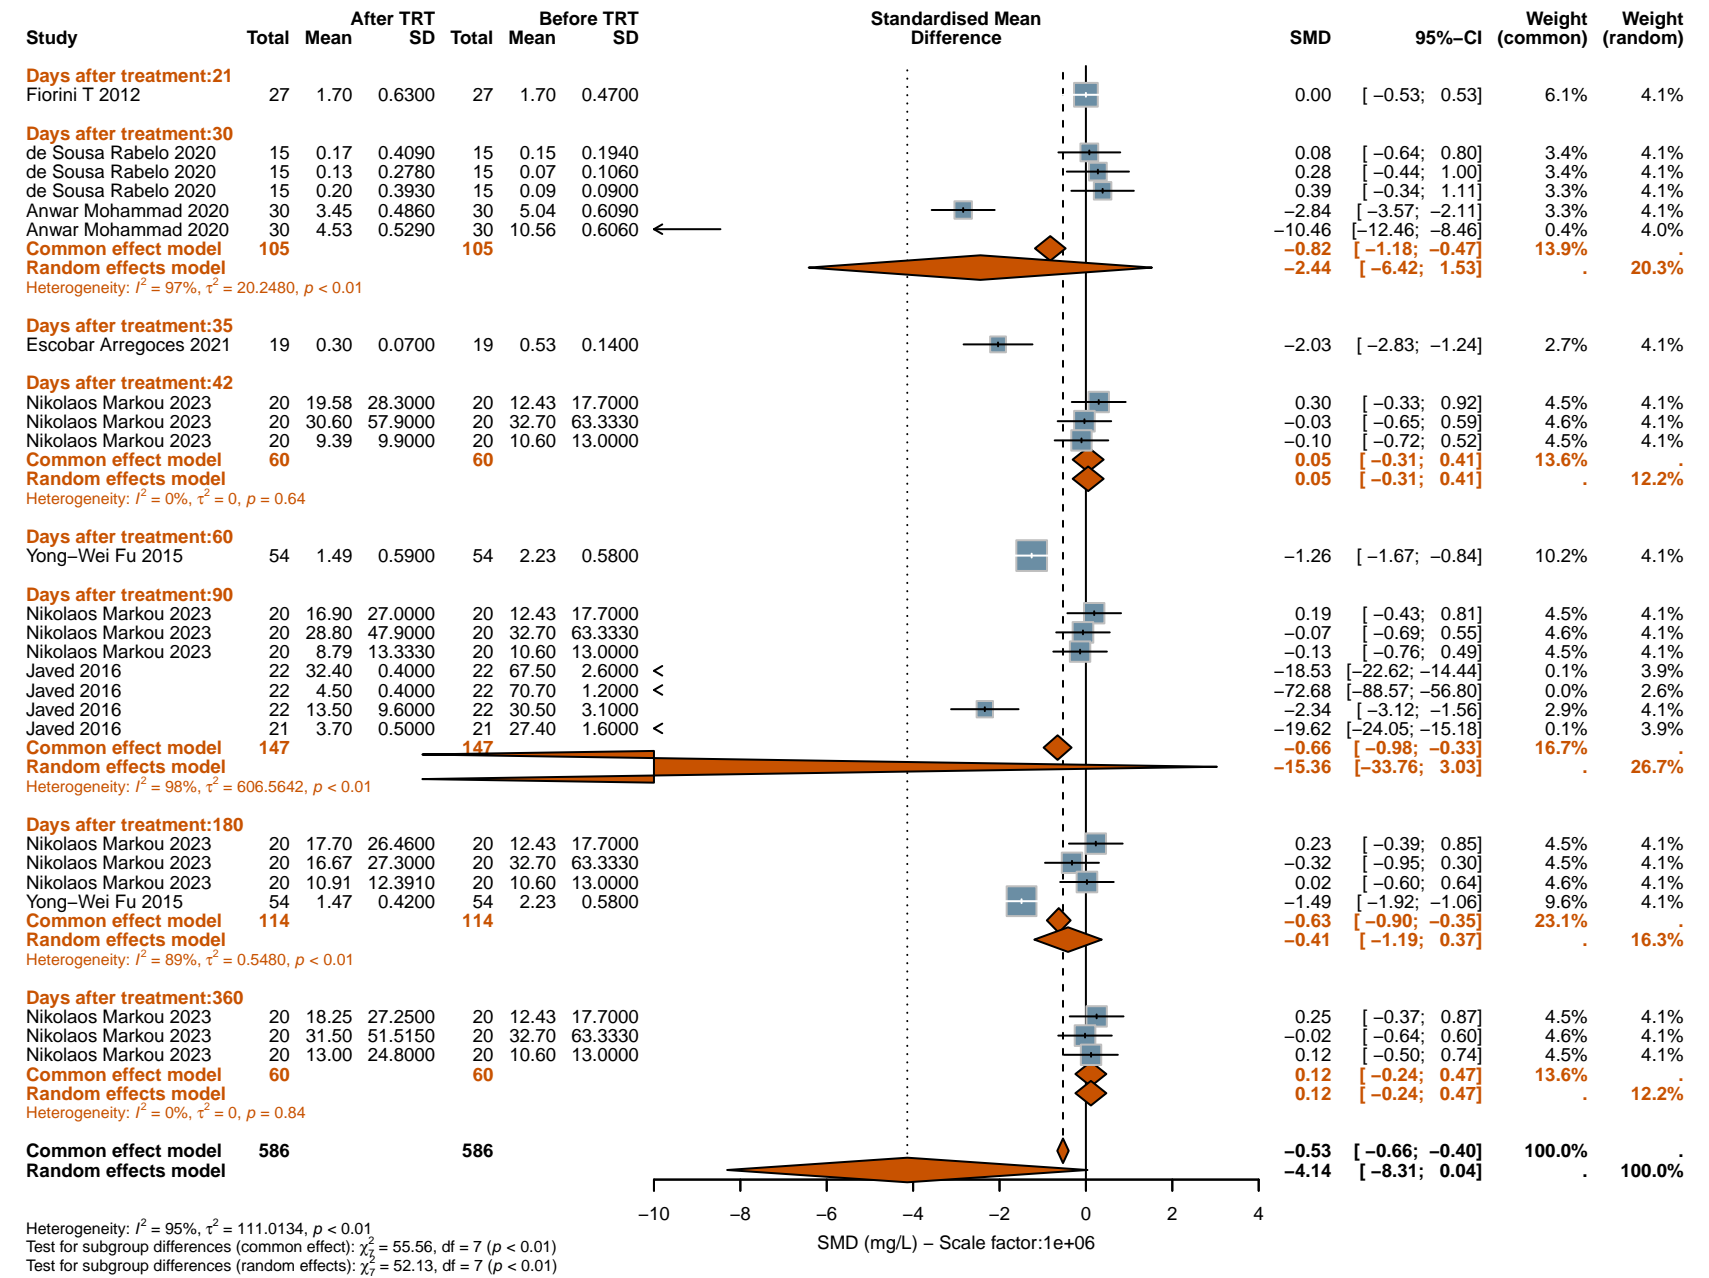 After TRT Before TRT Standardised Mean Weight Weight
Study Total Mean SD Total Mean SD Difference SMD 95%−CI (common) (random)
Days after treatment:21
Fiorini T 2012 27 1.70 0.6300 27 1.70 0.4700 0.00 [ −0.53; 0.53] 6.1% 4.1%
Days after treatment:30
de Sousa Rabelo 2020 15 0.17 0.4090 15 0.15 0.1940 0.08 [ −0.64; 0.80] 3.4% 4.1%
de Sousa Rabelo 2020 15 0.13 0.2780 15 0.07 0.1060 0.28 [ −0.44; 1.00] 3.4% 4.1%
de Sousa Rabelo 2020 15 0.20 0.3930 15 0.09 0.0900 0.39 [ −0.34; 1.11] 3.3% 4.1%
Anwar Mohammad 2020 30 3.45 0.4860 30 5.04 0.6090 −2.84 [ −3.57; −2.11] 3.3% 4.1%
Anwar Mohammad 2020 30 4.53 0.5290 30 10.56 0.6060 −10.46 [−12.46; −8.46] 0.4% 4.0%
Common effect model 105 105 −0.82 [ −1.18; −0.47] 13.9% .
Random effects model −2.44 [ −6.42; 1.53] . 20.3%
Heterogeneity: I² = 97%, τ² = 20.2480, p < 0.01
Days after treatment:35
Escobar Arregoces 2021 19 0.30 0.0700 19 0.53 0.1400 −2.03 [ −2.83; −1.24] 2.7% 4.1%
Days after treatment:42
Nikolaos Markou 2023 20 19.58 28.3000 20 12.43 17.7000 0.30 [ −0.33; 0.92] 4.5% 4.1%
Nikolaos Markou 2023 20 30.60 57.9000 20 32.70 63.3330 −0.03 [ −0.65; 0.59] 4.6% 4.1%
Nikolaos Markou 2023 20 9.39 9.9000 20 10.60 13.0000 −0.10 [ −0.72; 0.52] 4.5% 4.1%
Common effect model 60 60 0.05 [ −0.31; 0.41] 13.6% .
Random effects model 0.05 [ −0.31; 0.41] . 12.2%
Heterogeneity: I² = 0%, τ² = 0, p = 0.64
Days after treatment:60
Yong−Wei Fu 2015 54 1.49 0.5900 54 2.23 0.5800 −1.26 [ −1.67; −0.84] 10.2% 4.1%
Days after treatment:90
Nikolaos Markou 2023 20 16.90 27.0000 20 12.43 17.7000 0.19 [ −0.43; 0.81] 4.5% 4.1%
Nikolaos Markou 2023 20 28.80 47.9000 20 32.70 63.3330 −0.07 [ −0.69; 0.55] 4.6% 4.1%
Nikolaos Markou 2023 20 8.79 13.3330 20 10.60 13.0000 −0.13 [ −0.76; 0.49] 4.5% 4.1%
Javed 2016 22 32.40 0.4000 22 67.50 2.6000 −18.53 [−22.62; −14.44] 0.1% 3.9%
Javed 2016 22 4.50 0.4000 22 70.70 1.2000 −72.68 [−88.57; −56.80] 0.0% 2.6%
Javed 2016 22 13.50 9.6000 22 30.50 3.1000 −2.34 [ −3.12; −1.56] 2.9% 4.1%
Javed 2016 21 3.70 0.5000 21 27.40 1.6000 −19.62 [−24.05; −15.18] 0.1% 3.9%
Common effect model 147 147 −0.66 [ −0.98; −0.33] 16.7% .
Random effects model −15.36 [−33.76; 3.03] . 26.7%
Heterogeneity: I² = 98%, τ² = 606.5642, p < 0.01
Days after treatment:180
Nikolaos Markou 2023 20 17.70 26.4600 20 12.43 17.7000 0.23 [ −0.39; 0.85] 4.5% 4.1%
Nikolaos Markou 2023 20 16.67 27.3000 20 32.70 63.3330 −0.32 [ −0.95; 0.30] 4.5% 4.1%
Nikolaos Markou 2023 20 10.91 12.3910 20 10.60 13.0000 0.02 [ −0.60; 0.64] 4.6% 4.1%
Yong−Wei Fu 2015 54 1.47 0.4200 54 2.23 0.5800 −1.49 [ −1.92; −1.06] 9.6% 4.1%
Common effect model 114 114 −0.63 [ −0.90; −0.35] 23.1% .
Random effects model −0.41 [ −1.19; 0.37] . 16.3%
Heterogeneity: I² = 89%, τ² = 0.5480, p < 0.01
Days after treatment:360
Nikolaos Markou 2023 20 18.25 27.2500 20 12.43 17.7000 0.25 [ −0.37; 0.87] 4.5% 4.1%
Nikolaos Markou 2023 20 31.50 51.5150 20 32.70 63.3330 −0.02 [ −0.64; 0.60] 4.6% 4.1%
Nikolaos Markou 2023 20 13.00 24.8000 20 10.60 13.0000 0.12 [ −0.50; 0.74] 4.5% 4.1%
Common effect model 60 60 0.12 [ −0.24; 0.47] 13.6% .
Random effects model 0.12 [ −0.24; 0.47] . 12.2%
Heterogeneity: I² = 0%, τ² = 0, p = 0.84
Common effect model 586 586 −0.53 [ −0.66; −0.40] 100.0% .
Random effects model −4.14 [ −8.31; 0.04] . 100.0%
−10 −8 −6 −4 −2 0 2 4
SMD (mg/L) − Scale factor:1e+06
Heterogeneity: I² = 95%, τ² = 111.0134, p < 0.01
Test for subgroup differences (common effect): χ²₇ = 55.56, df = 7 (p < 0.01)
Test for subgroup differences (random effects): χ²₇ = 52.13, df = 7 (p < 0.01)